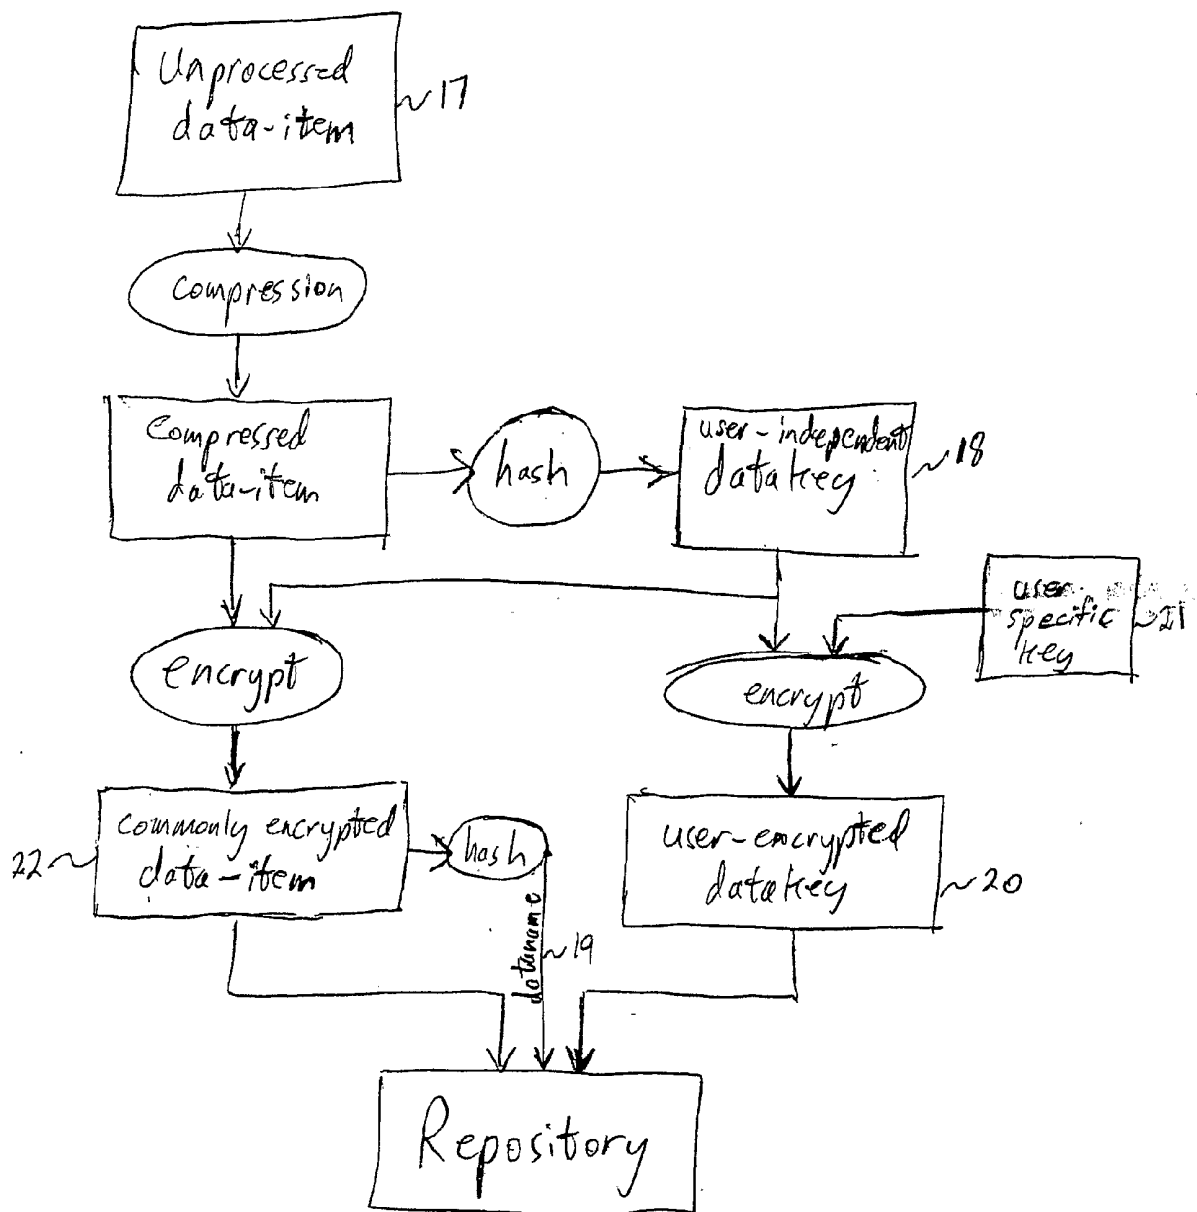 Unprocessed
data-item
17
Compression
Compressed
data-item
hash
user-independent
datakey
18
user-
specific
key
21
encrypt
encrypt
commonly encrypted
data-item
22
hash
dataname
19
user-encrypted
datakey
20
Repository